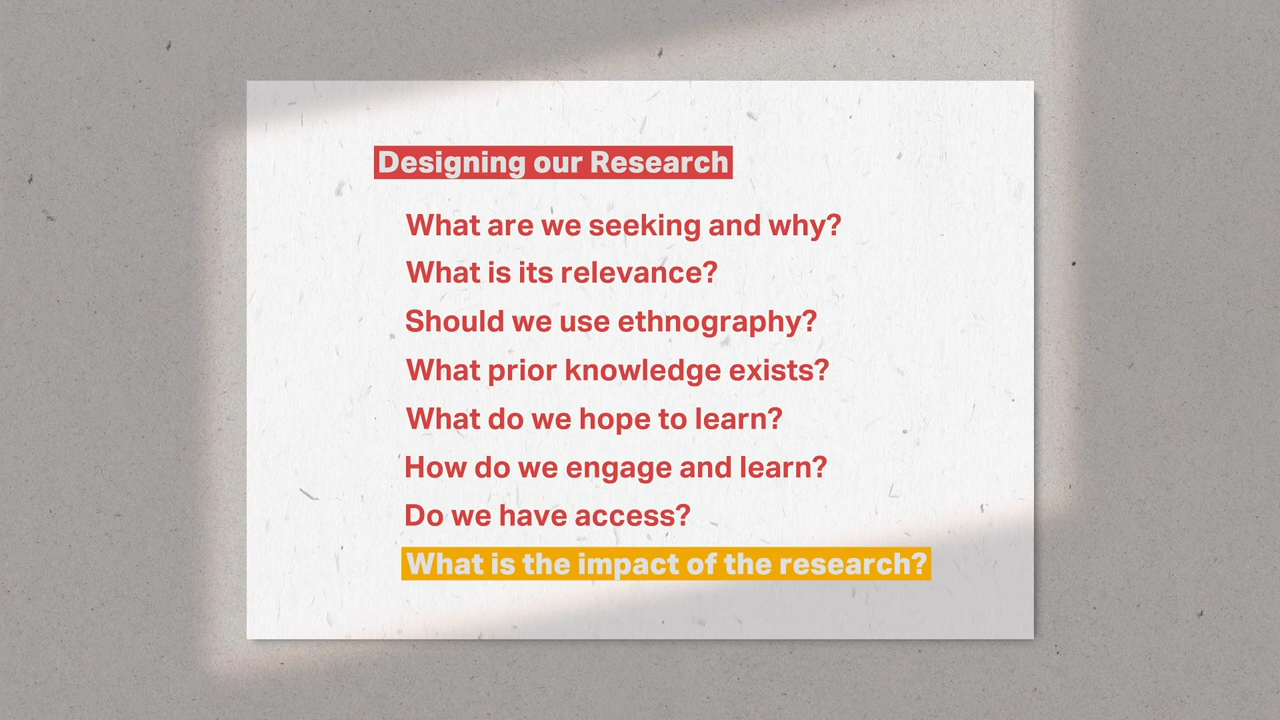 Designing our Research
What are we seeking and why?
What is its relevance?
Should we use ethnography?
What prior knowledge exists?
What do we hope to learn?
How do we engage and learn?
Do we have access?
What is the impact of the research?